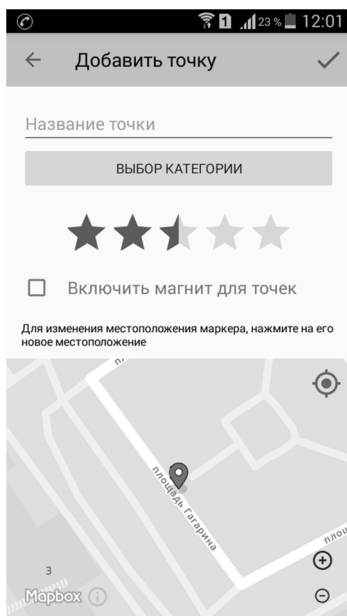 1 23 % 12:01
Добавить точку
Название точки
ВЫБОР КАТЕГОРИИ
Включить магнит для точек
Для изменения местоположения маркера, нажмите на его
новое местоположение
площадь Гагарина
3
Mapbox